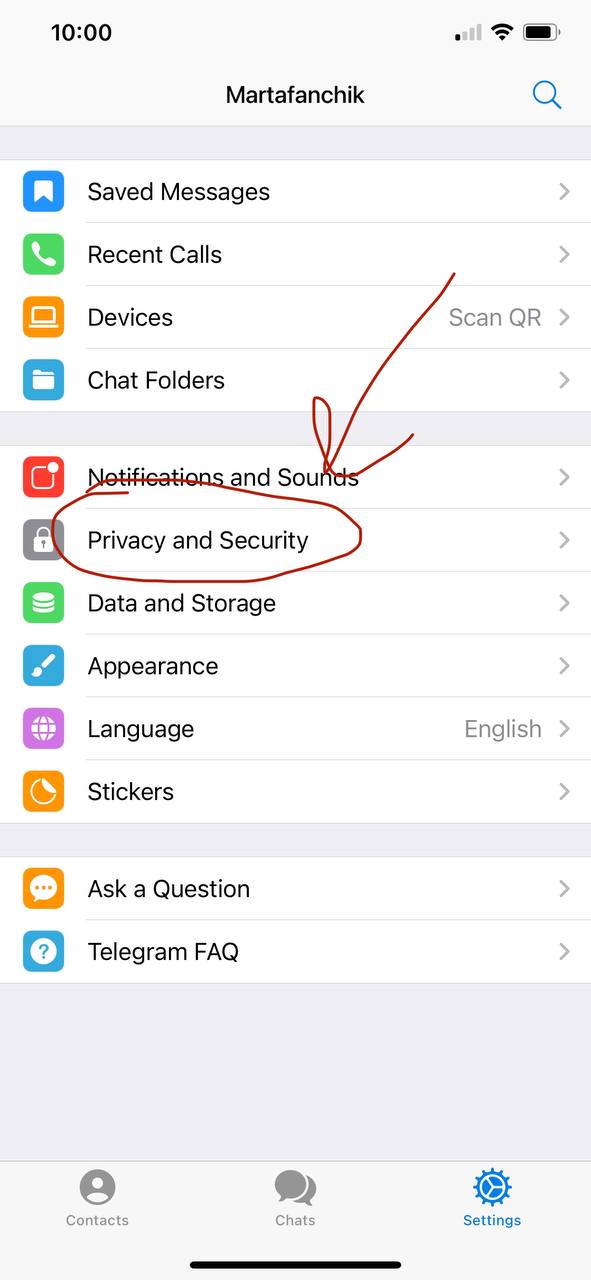 10:00
Martafanchik
Saved Messages
Recent Calls
Devices Scan QR
Chat Folders
Notifications and Sounds
Privacy and Security
Data and Storage
Appearance
Language English
Stickers
Ask a Question
? Telegram FAQ
Contacts Chats Settings